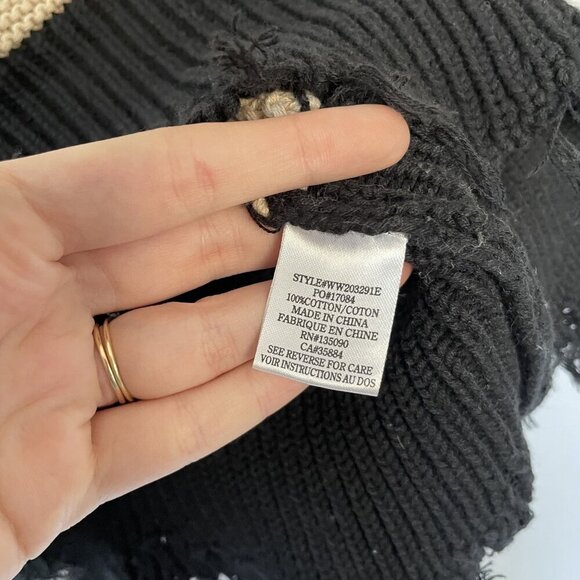 STYLE#WW203291E
PO#17084
100%COTTON/COTON
MADE IN CHINA
FABRIQUE EN CHINE
RN#135090
CA#35884
SEE REVERSE FOR CARE
VOIR INSTRUCTIONS AU DOS